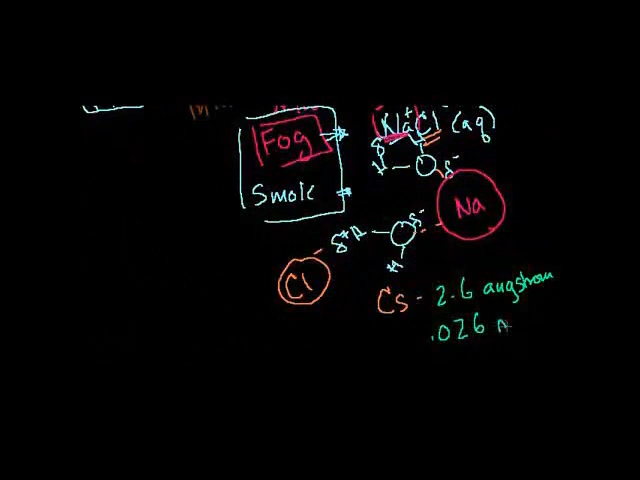 Fog
Smoke
NaCl (aq)
δ⁻
H — O
Na
δ⁺ H — O δ⁻
H
Cl
Cs - 2.6 angstrom
.026 n